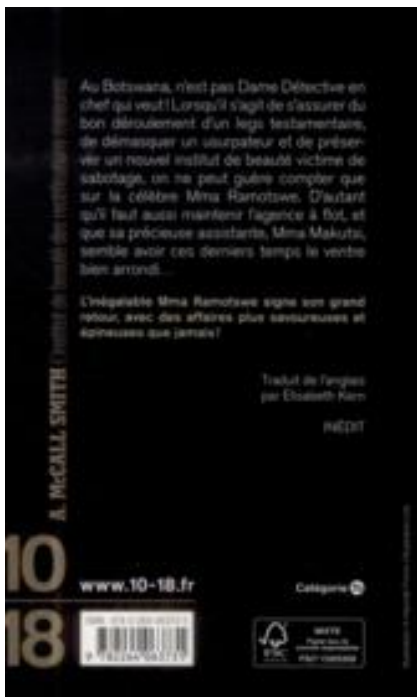 Au Botswana, n'est pas Dame Détective en
chef qui veut! Lorsqu'il s'agit de s'assurer du
bon déroulement d'un legs testamentaire,
de démasquer un usurpateur et de préser-
ver un nouvel institut de beauté victime de
sabotage, on ne peut guère compter que
sur la célèbre Mma Ramotswe. D'autant
qu'il faut aussi maintenir l'agence à flot, et
que sa précieuse assistante, Mma Makutsi,
semble avoir ces derniers temps le ventre
bien arrondi...
L'inégalable Mma Ramotswe signe son grand
retour, avec des affaires plus savoureuses et
épineuses que jamais!
Traduit de l'anglais
par Élisabeth Kern
INÉDIT
A. McCALL SMITH
10
18
www.10-18.fr
Catégorie
FSC
MIXTE